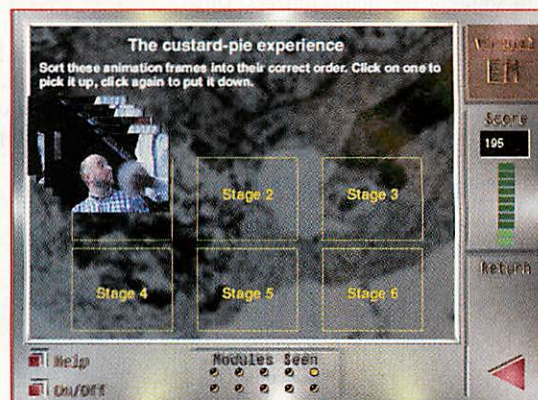 The custard-pie experience
Sort these animation frames into their correct order. Click on one to
pick it up, click again to put it down.
EM
Score
195
Stage 2
Stage 3
Stage 4
Stage 5
Stage 6
Return
Help
On/Off
Modules Seen